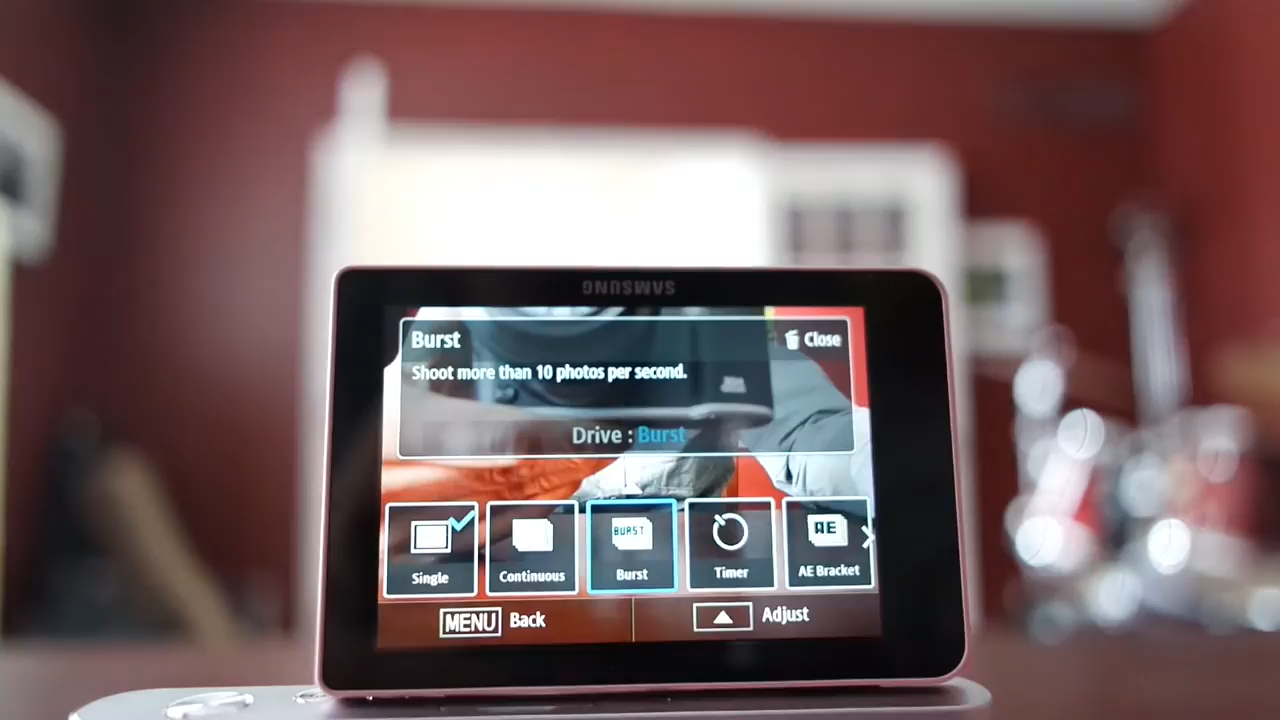 SAMSUNG
Burst
Close
Shoot more than 10 photos per second.
Drive : Burst
BURST
AE
Single
Continuous
Burst
Timer
AE Bracket
MENU Back
Adjust